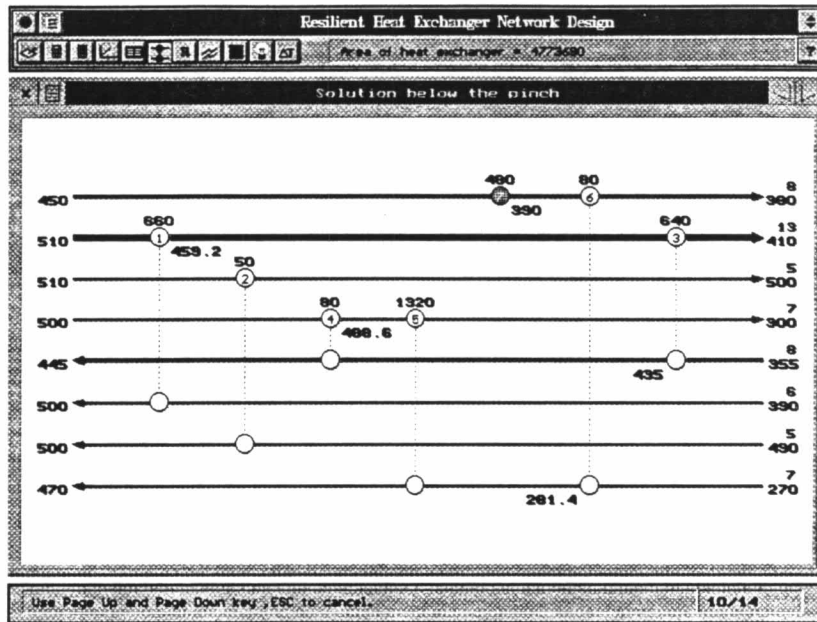 Resilient Heat Exchanger Network Design
ΔT
Area of heat exchanger = 4773680
?
Solution below the pinch
480 80 8
450 390 6 380
660 640 13
510 1 459.2 3 410
50 5
510 2 500
80 1320 7
500 4 488.6 5 300
8
445 435 355
6
500 390
5
500 490
7
470 281.4 270
Use Page Up and Page Down key ,ESC to cancel.
10/14